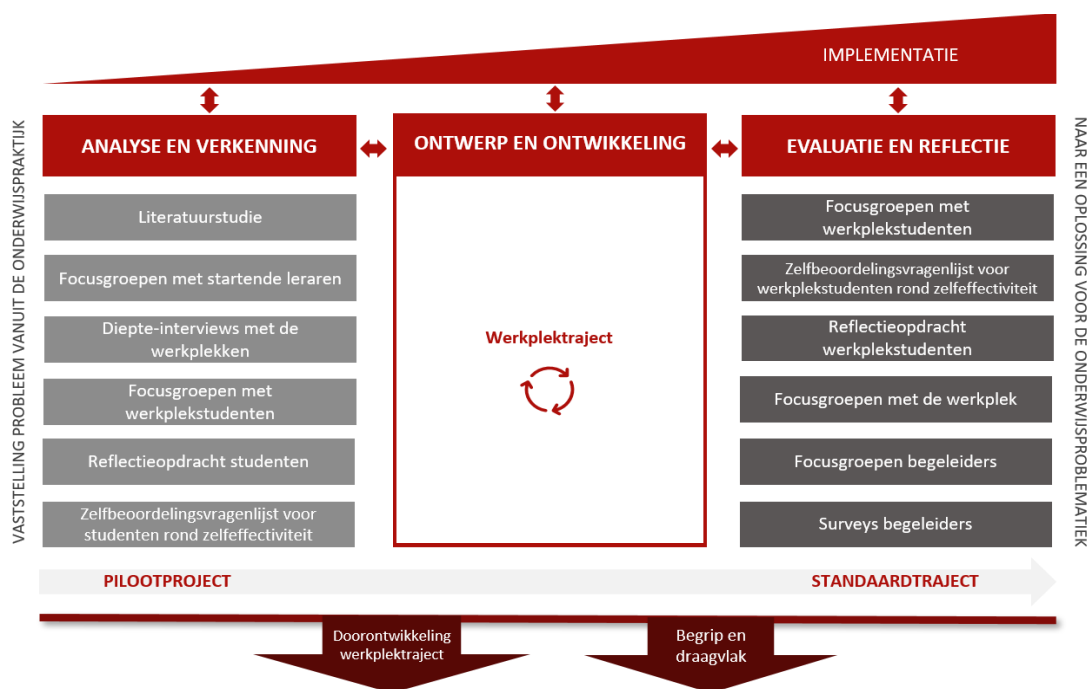 IMPLEMENTATIE
VASTSTELLING PROBLEEM VANUIT DE ONDERWIJSPRAKTIJK
ANALYSE EN VERKENNING
Literatuurstudie
Focusgroepen met startende leraren
Diepte-interviews met de
werkplekken
Focusgroepen met
werkplekstudenten
Reflectieopdracht studenten
Zelfbeoordelingsvragenlijst voor
studenten rond zelfeffectiviteit
ONTWERP EN ONTWIKKELING
Werkplektraject
EVALUATIE EN REFLECTIE
Focusgroepen met
werkplekstudenten
Zelfbeoordelingsvragenlijst voor
werkplekstudenten rond zelfeffectiviteit
Reflectieopdracht
werkplekstudenten
Focusgroepen met de werkplek
Focusgroepen begeleiders
Surveys begeleiders
NAAR EEN OPLOSSING VOOR DE ONDERWIJSPROBLEMATIEK
PILOOTPROJECT
STANDAARDTRAJECT
Doorontwikkeling
werkplektraject
Begrip en
draagvlak